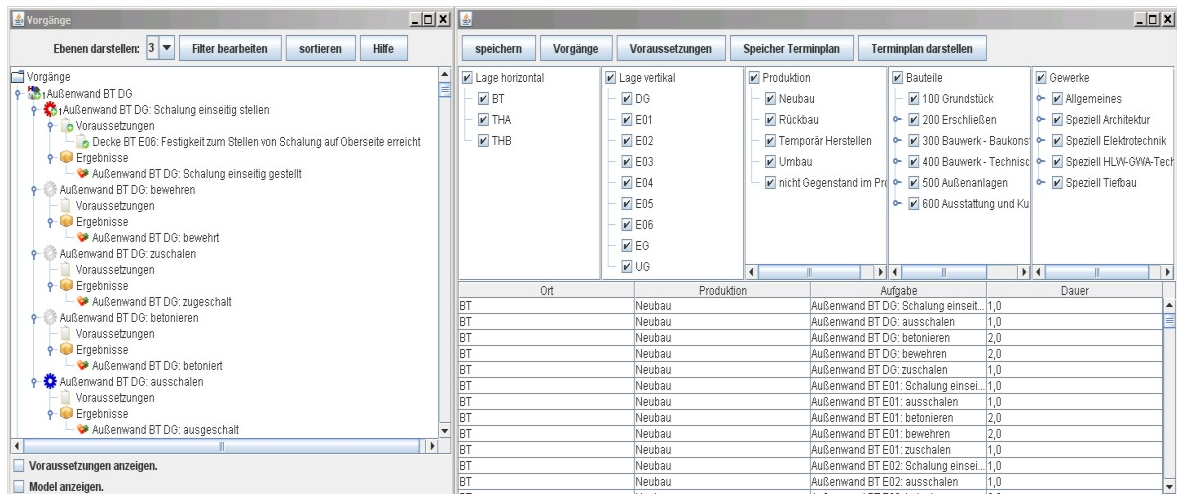 Vorgänge
Ebenen darstellen: 3 Filter bearbeiten sortieren Hilfe
Vorgänge
1Außenwand BT DG
1Außenwand BT DG: Schalung einseitig stellen
Voraussetzungen
Decke BT E06: Festigkeit zum Stellen von Schalung auf Oberseite erreicht
Ergebnisse
Außenwand BT DG: Schalung einseitig gestellt
Außenwand BT DG: bewehren
Voraussetzungen
Ergebnisse
Außenwand BT DG: bewehrt
Außenwand BT DG: zuschalen
Voraussetzungen
Ergebnisse
Außenwand BT DG: zugeschalt
Außenwand BT DG: betonieren
Voraussetzungen
Ergebnisse
Außenwand BT DG: betoniert
Außenwand BT DG: ausschalen
Voraussetzungen
Ergebnisse
Außenwand BT DG: ausgeschalt
Voraussetzungen anzeigen.
Model anzeigen.
speichern Vorgänge Voraussetzungen Speicher Terminplan Terminplan darstellen
Lage horizontal
BT
THA
THB
Lage vertikal
DG
E01
E02
E03
E04
E05
E06
EG
UG
Produktion
Neubau
Rückbau
Temporär Herstellen
Umbau
nicht Gegenstand im Pro
Bauteile
100 Grundstück
200 Erschließen
300 Bauwerk - Baukons
400 Bauwerk - Technisc
500 Außenanlagen
600 Ausstattung und Ku
Gewerke
Allgemeines
Speziell Architektur
Speziell Elektrotechnik
Speziell HLW-GWA-Tech
Speziell Tiefbau
Ort Produktion Aufgabe Dauer
BT Neubau Außenwand BT DG: Schalung einseit... 1,0
BT Neubau Außenwand BT DG: ausschalen 1,0
BT Neubau Außenwand BT DG: betonieren 2,0
BT Neubau Außenwand BT DG: bewehren 2,0
BT Neubau Außenwand BT DG: zuschalen 1,0
BT Neubau Außenwand BT E01: Schalung einsei... 1,0
BT Neubau Außenwand BT E01: ausschalen 1,0
BT Neubau Außenwand BT E01: betonieren 2,0
BT Neubau Außenwand BT E01: bewehren 2,0
BT Neubau Außenwand BT E01: zuschalen 1,0
BT Neubau Außenwand BT E02: Schalung einsei... 1,0
BT Neubau Außenwand BT E02: ausschalen 1,0